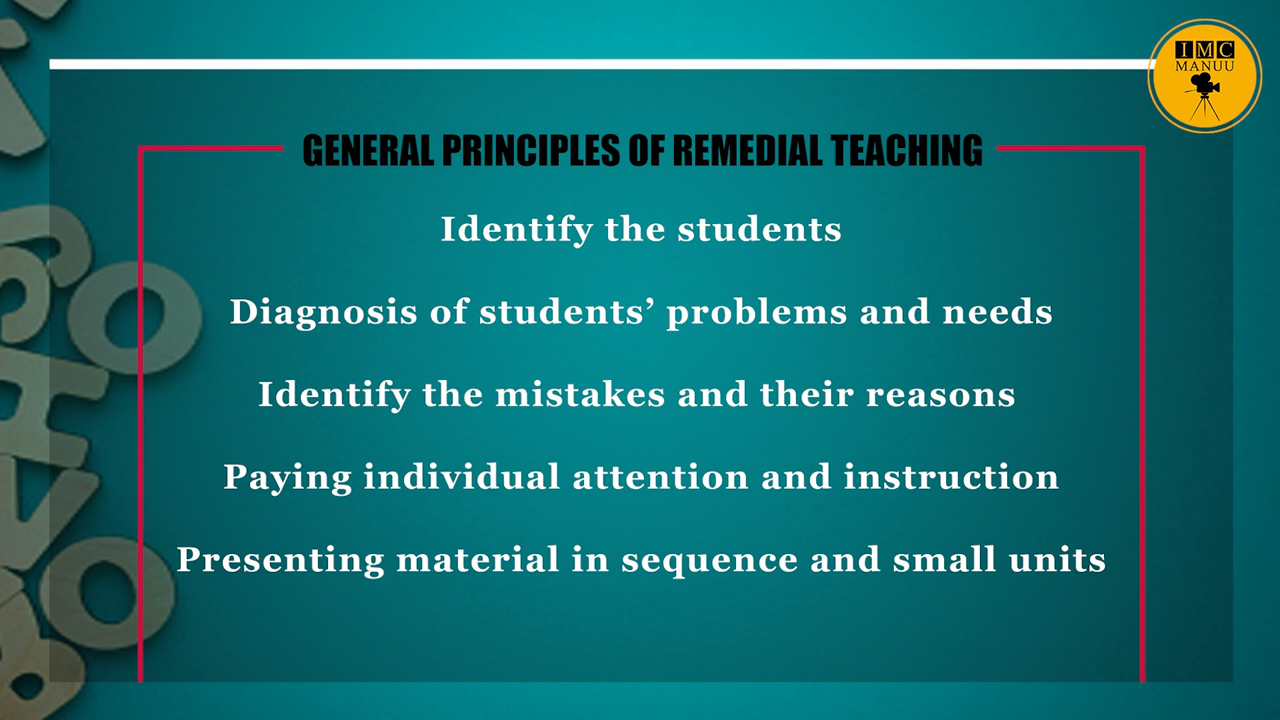 IMC
MANUU
GENERAL PRINCIPLES OF REMEDIAL TEACHING
Identify the students
Diagnosis of students’ problems and needs
Identify the mistakes and their reasons
Paying individual attention and instruction
Presenting material in sequence and small units